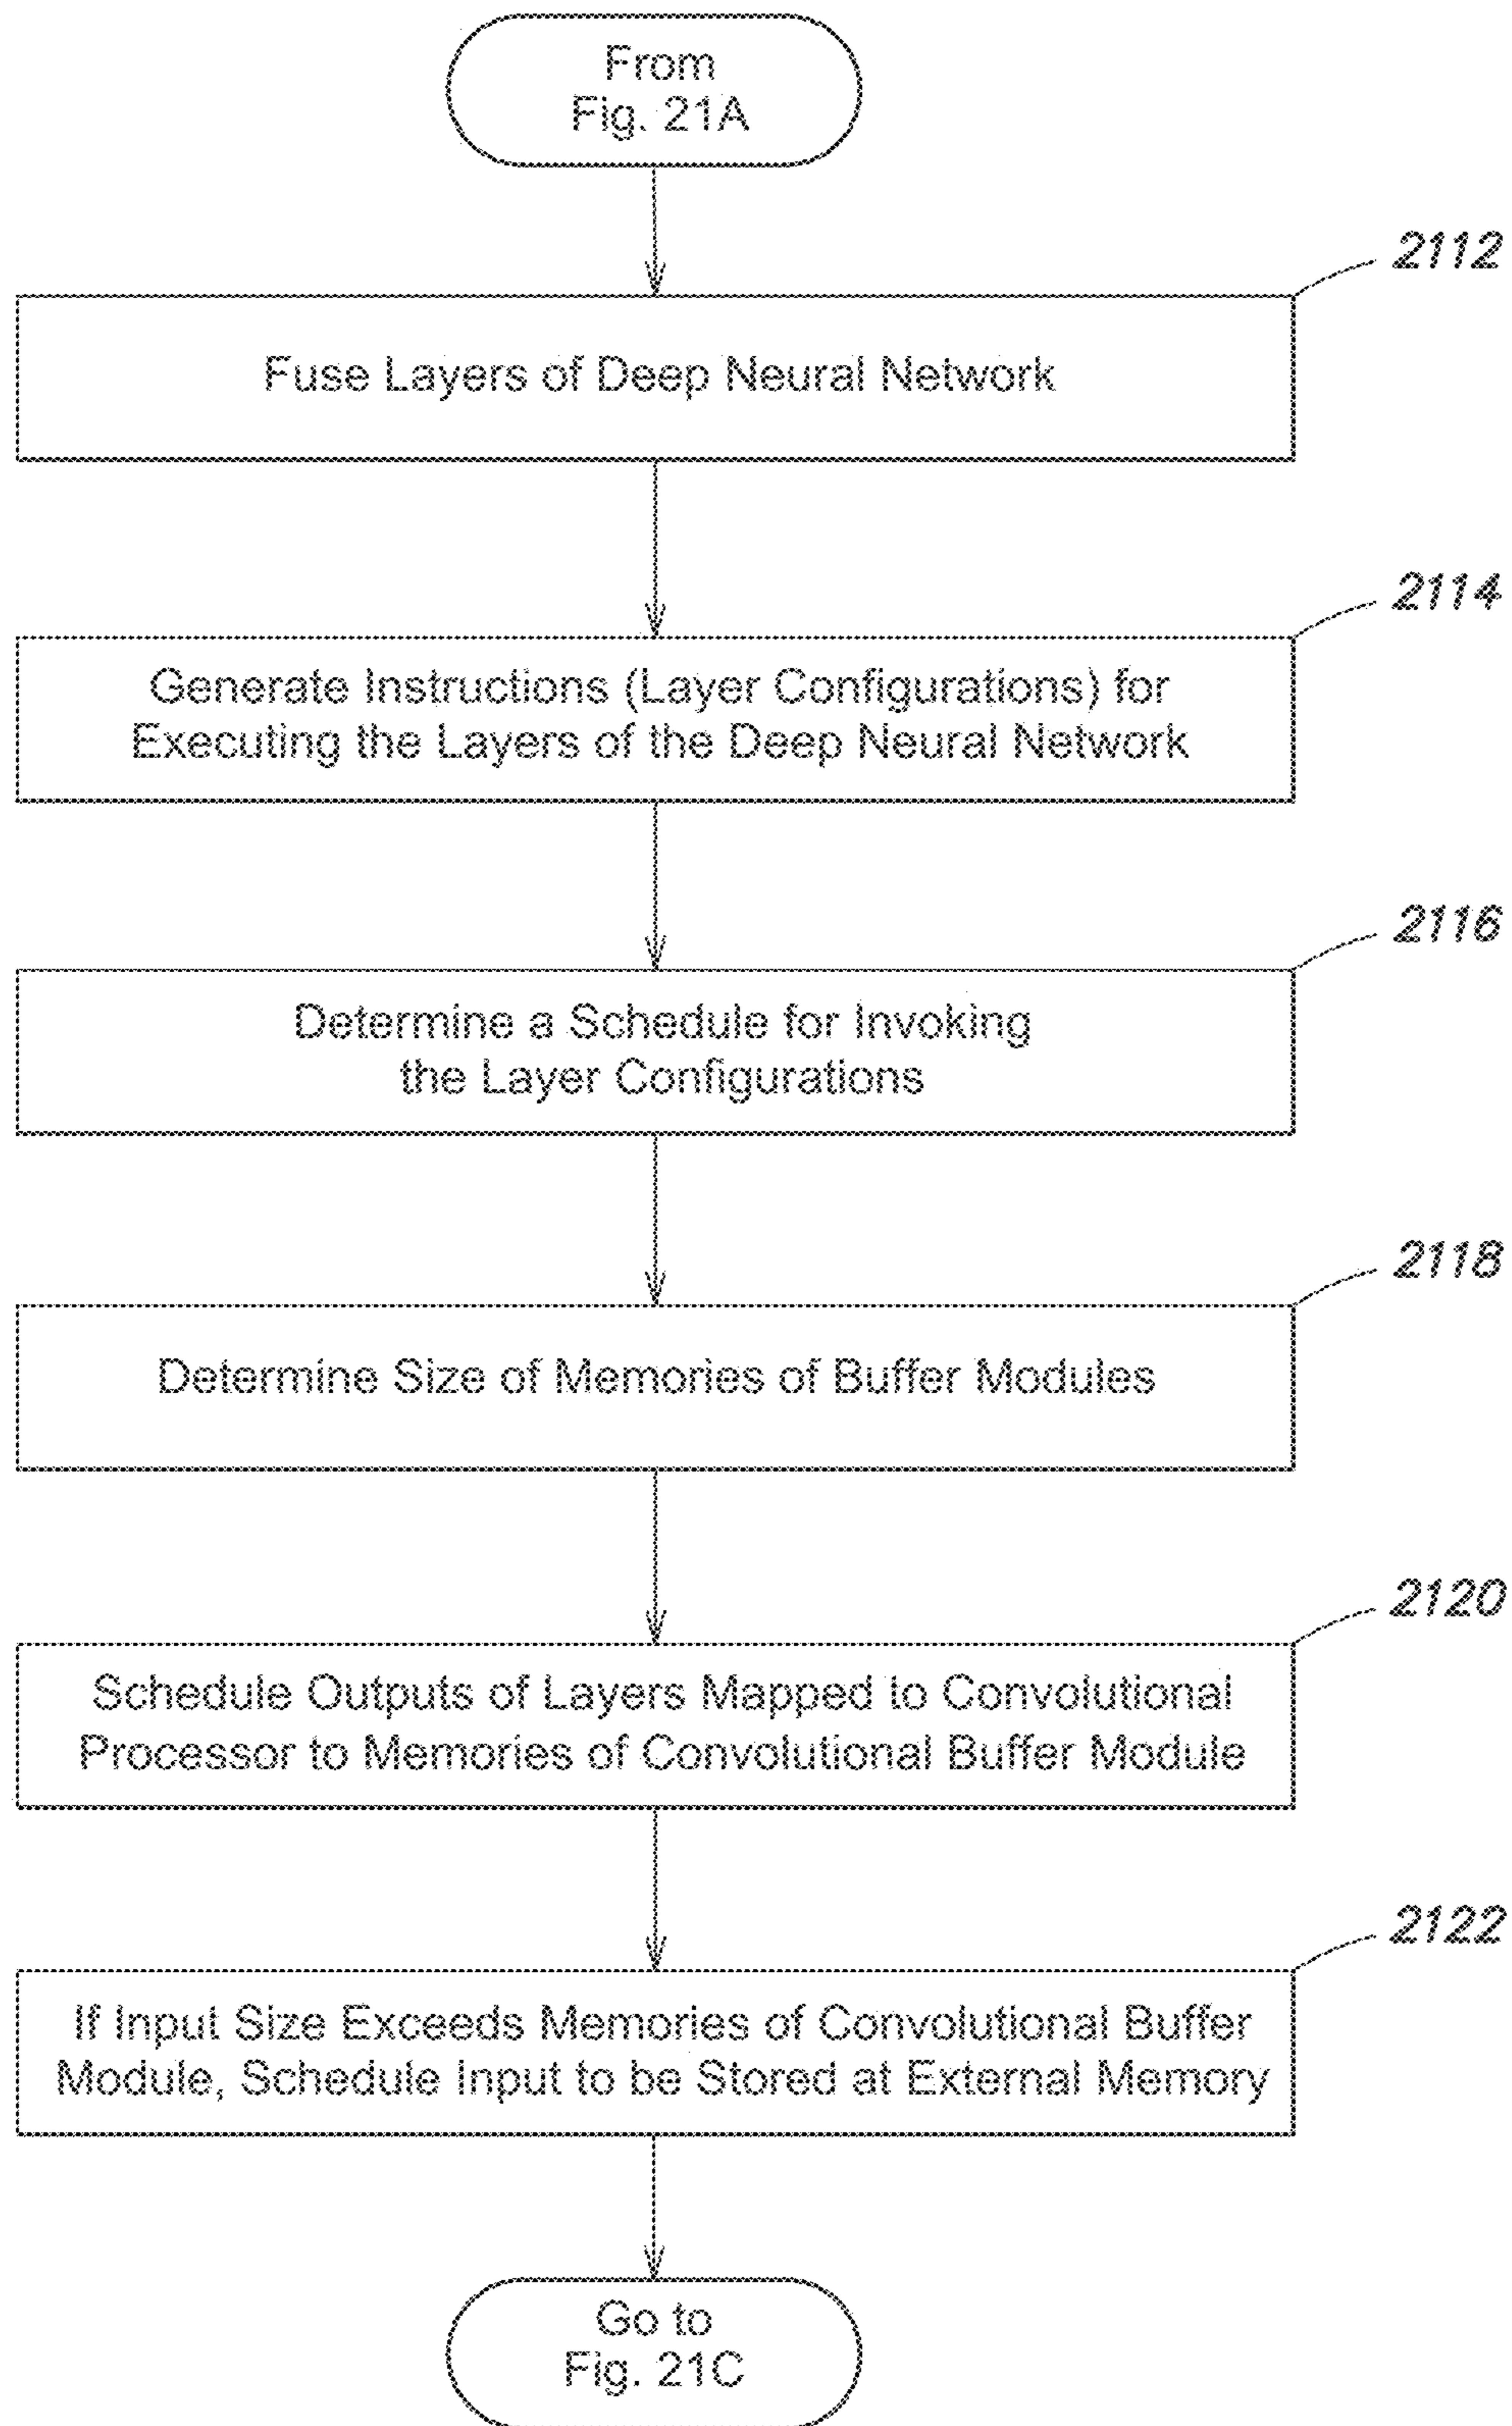 From
Fig. 21A
2112
Fuse Layers of Deep Neural Network
2114
Generate Instructions (Layer Configurations) for
Executing the Layers of the Deep Neural Network
2116
Determine a Schedule for Invoking
the Layer Configurations
2118
Determine Size of Memories of Buffer Modules
2120
Schedule Outputs of Layers Mapped to Convolutional
Processor to Memories of Convolutional Buffer Module
2122
If Input Size Exceeds Memories of Convolutional Buffer
Module, Schedule Input to be Stored at External Memory
Go to
Fig. 21C